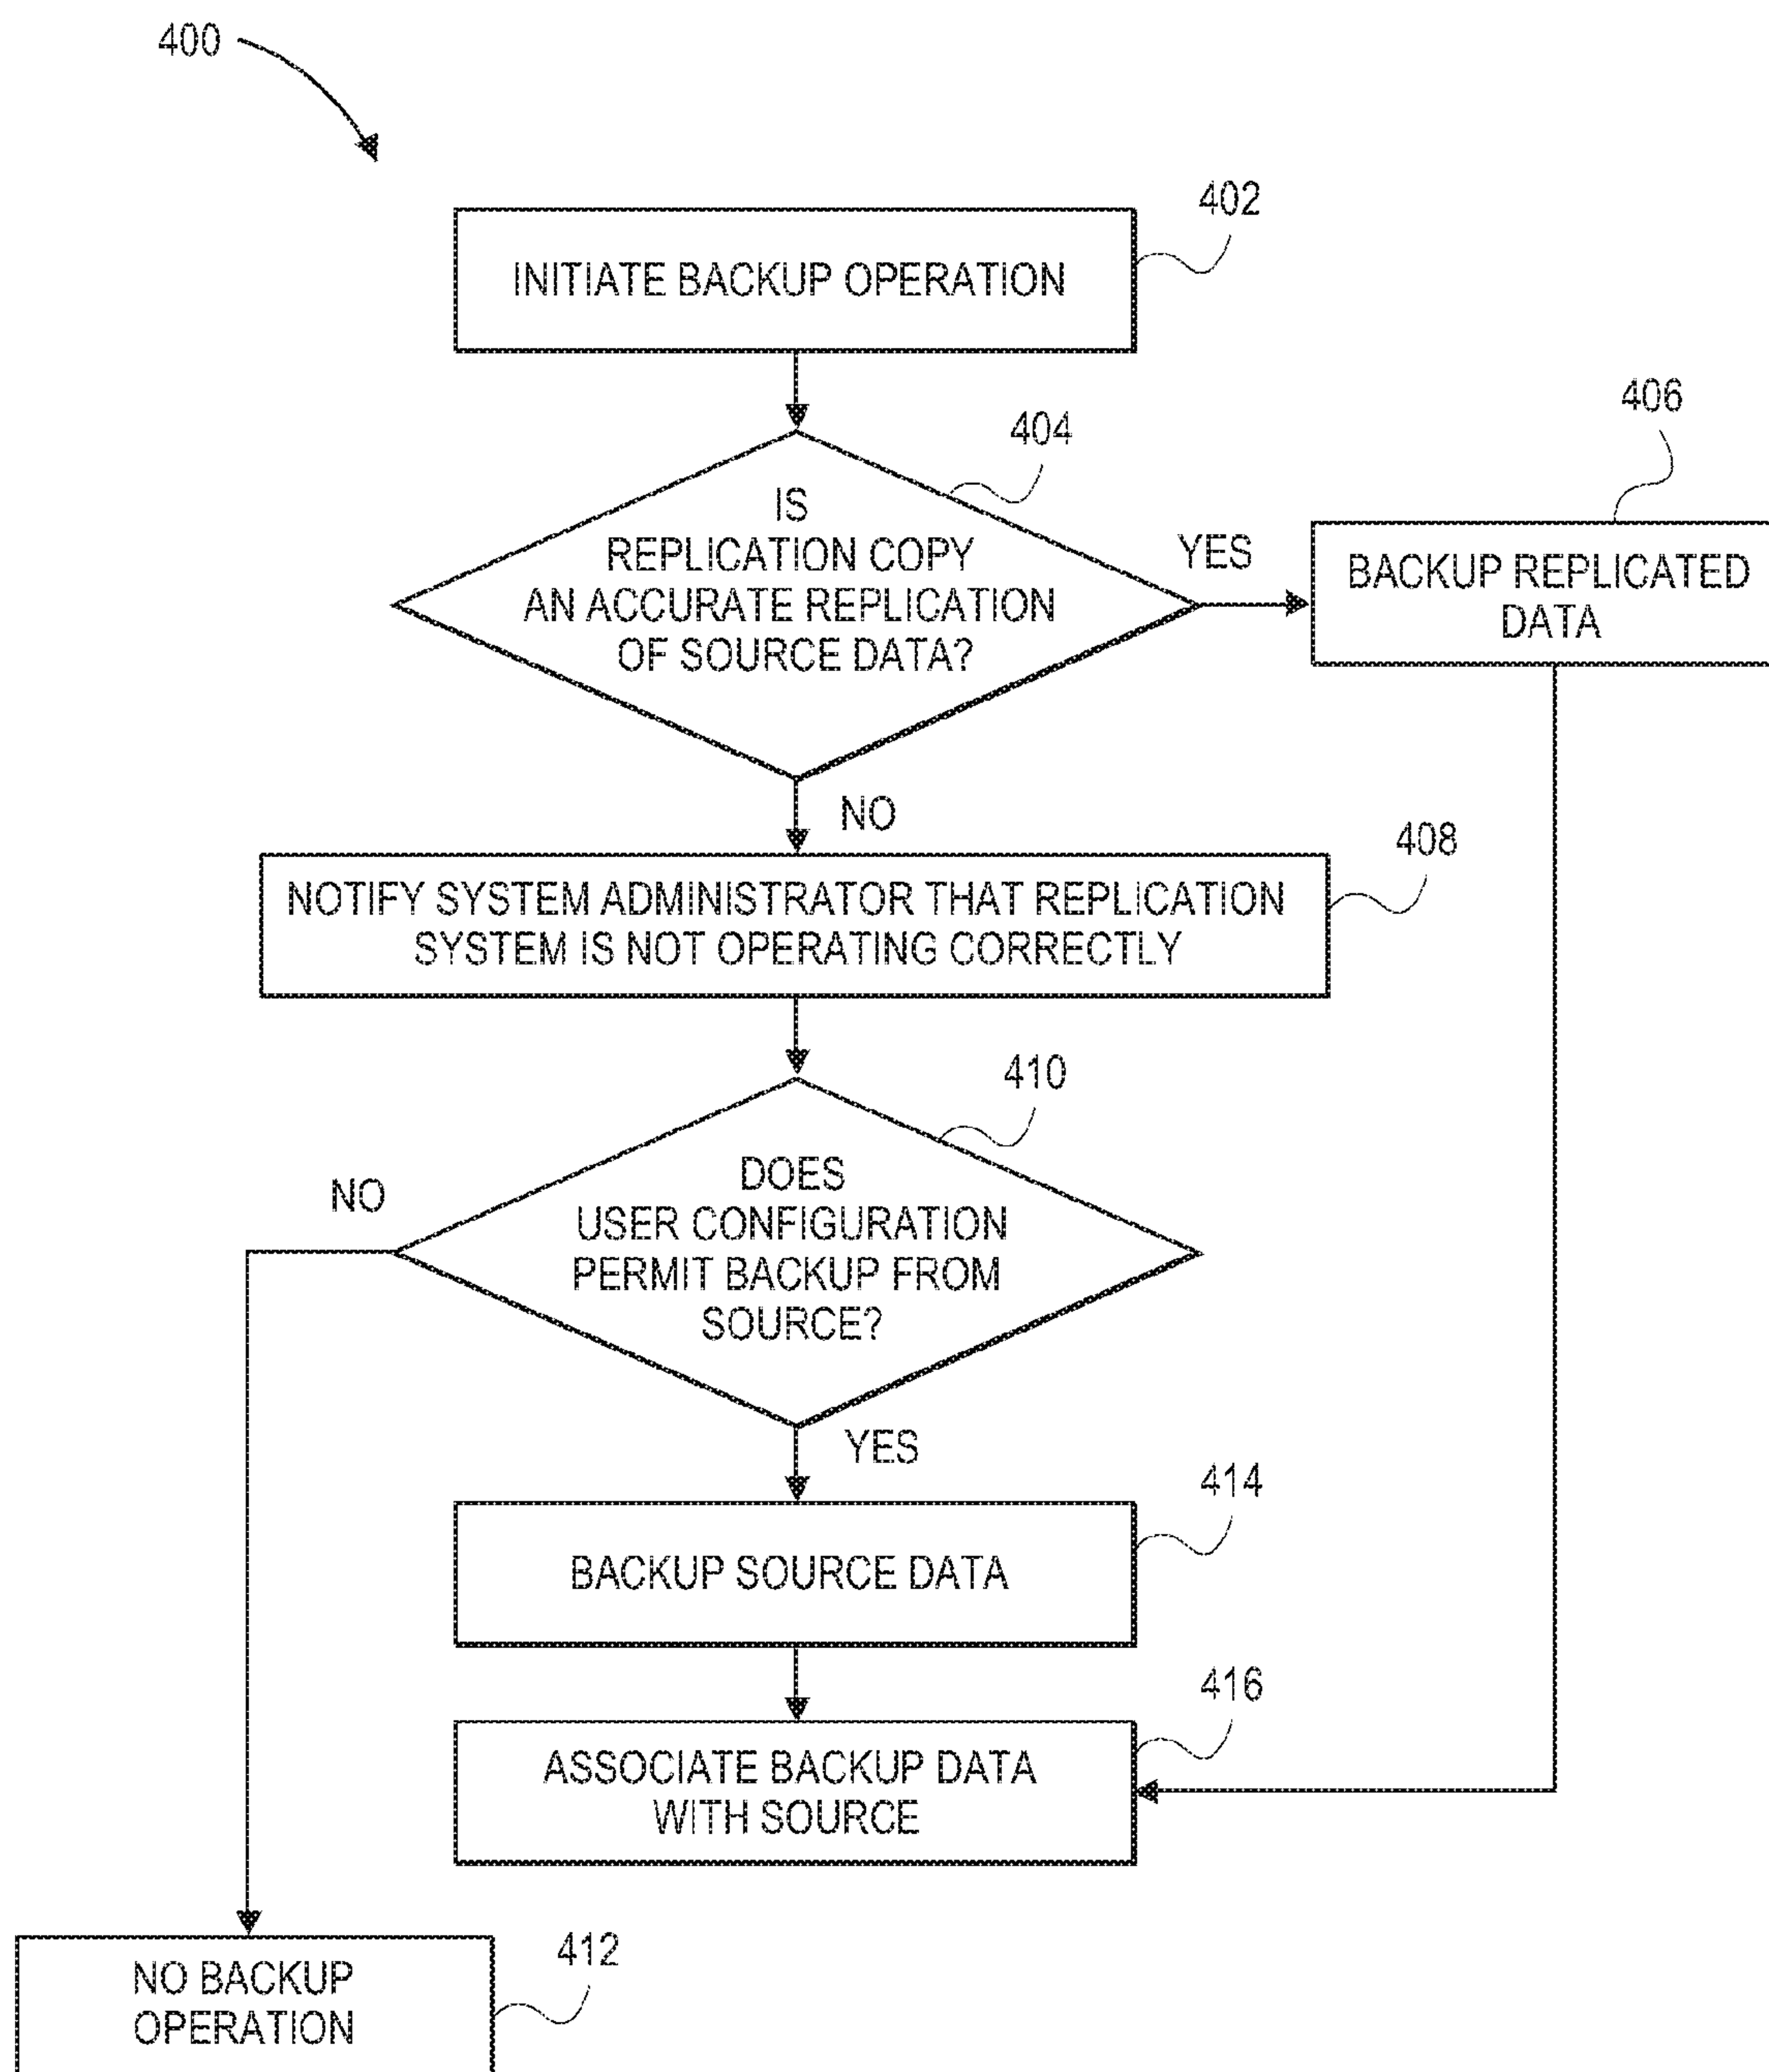 400
402
INITIATE BACKUP OPERATION
404
IS
REPLICATION COPY
AN ACCURATE REPLICATION
OF SOURCE DATA?
YES
406
BACKUP REPLICATED
DATA
NO
408
NOTIFY SYSTEM ADMINISTRATOR THAT REPLICATION
SYSTEM IS NOT OPERATING CORRECTLY
410
DOES
USER CONFIGURATION
PERMIT BACKUP FROM
SOURCE?
NO
YES
414
BACKUP SOURCE DATA
416
ASSOCIATE BACKUP DATA
WITH SOURCE
412
NO BACKUP
OPERATION